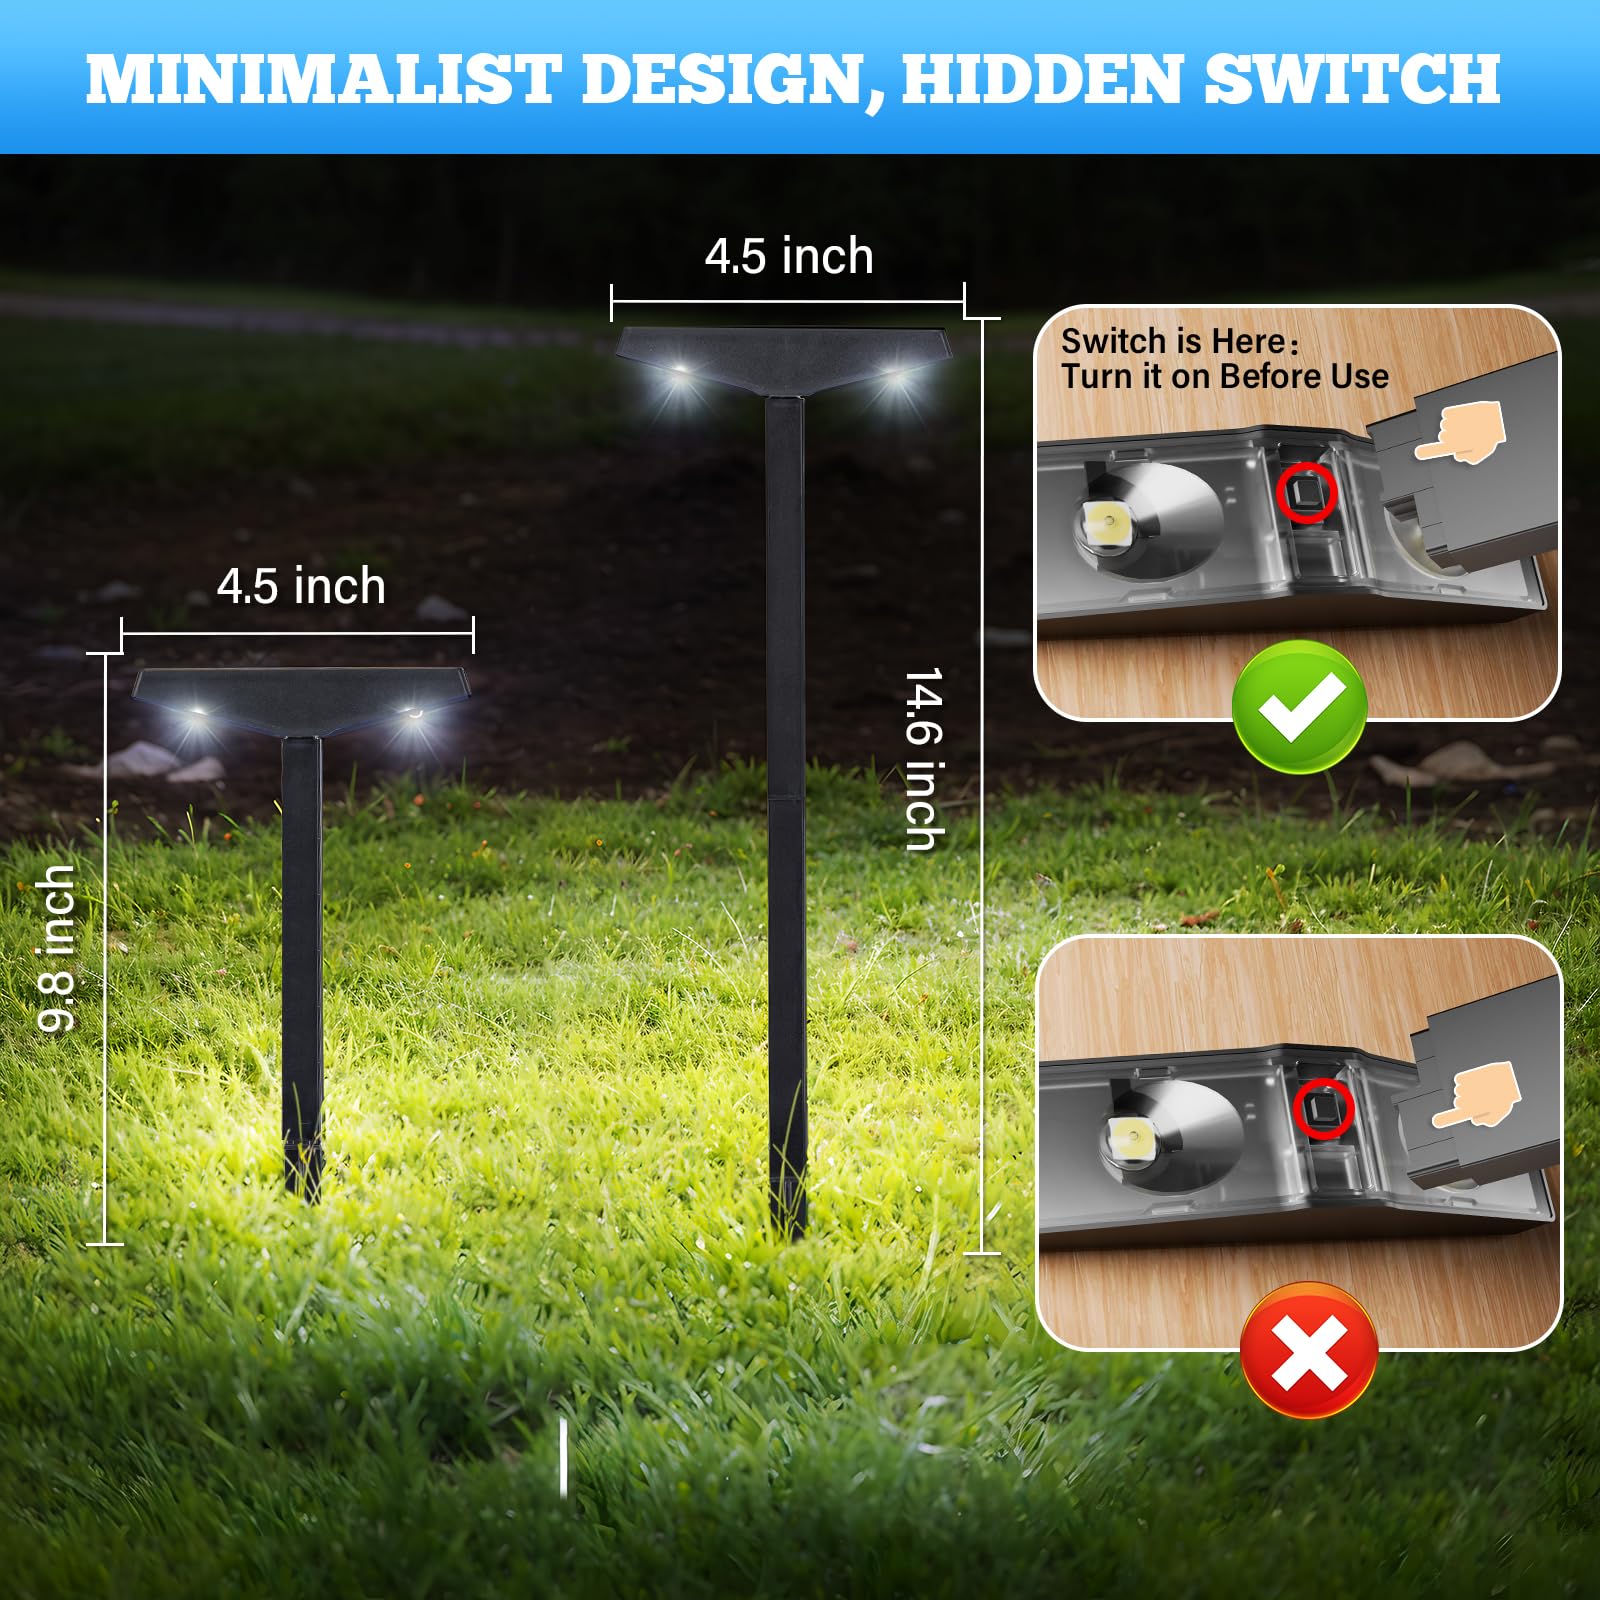 MINIMALIST DESIGN, HIDDEN SWITCH
4.5 inch
4.5 inch
9.8 inch
14.6 inch
Switch is Here:
Turn it on Before Use